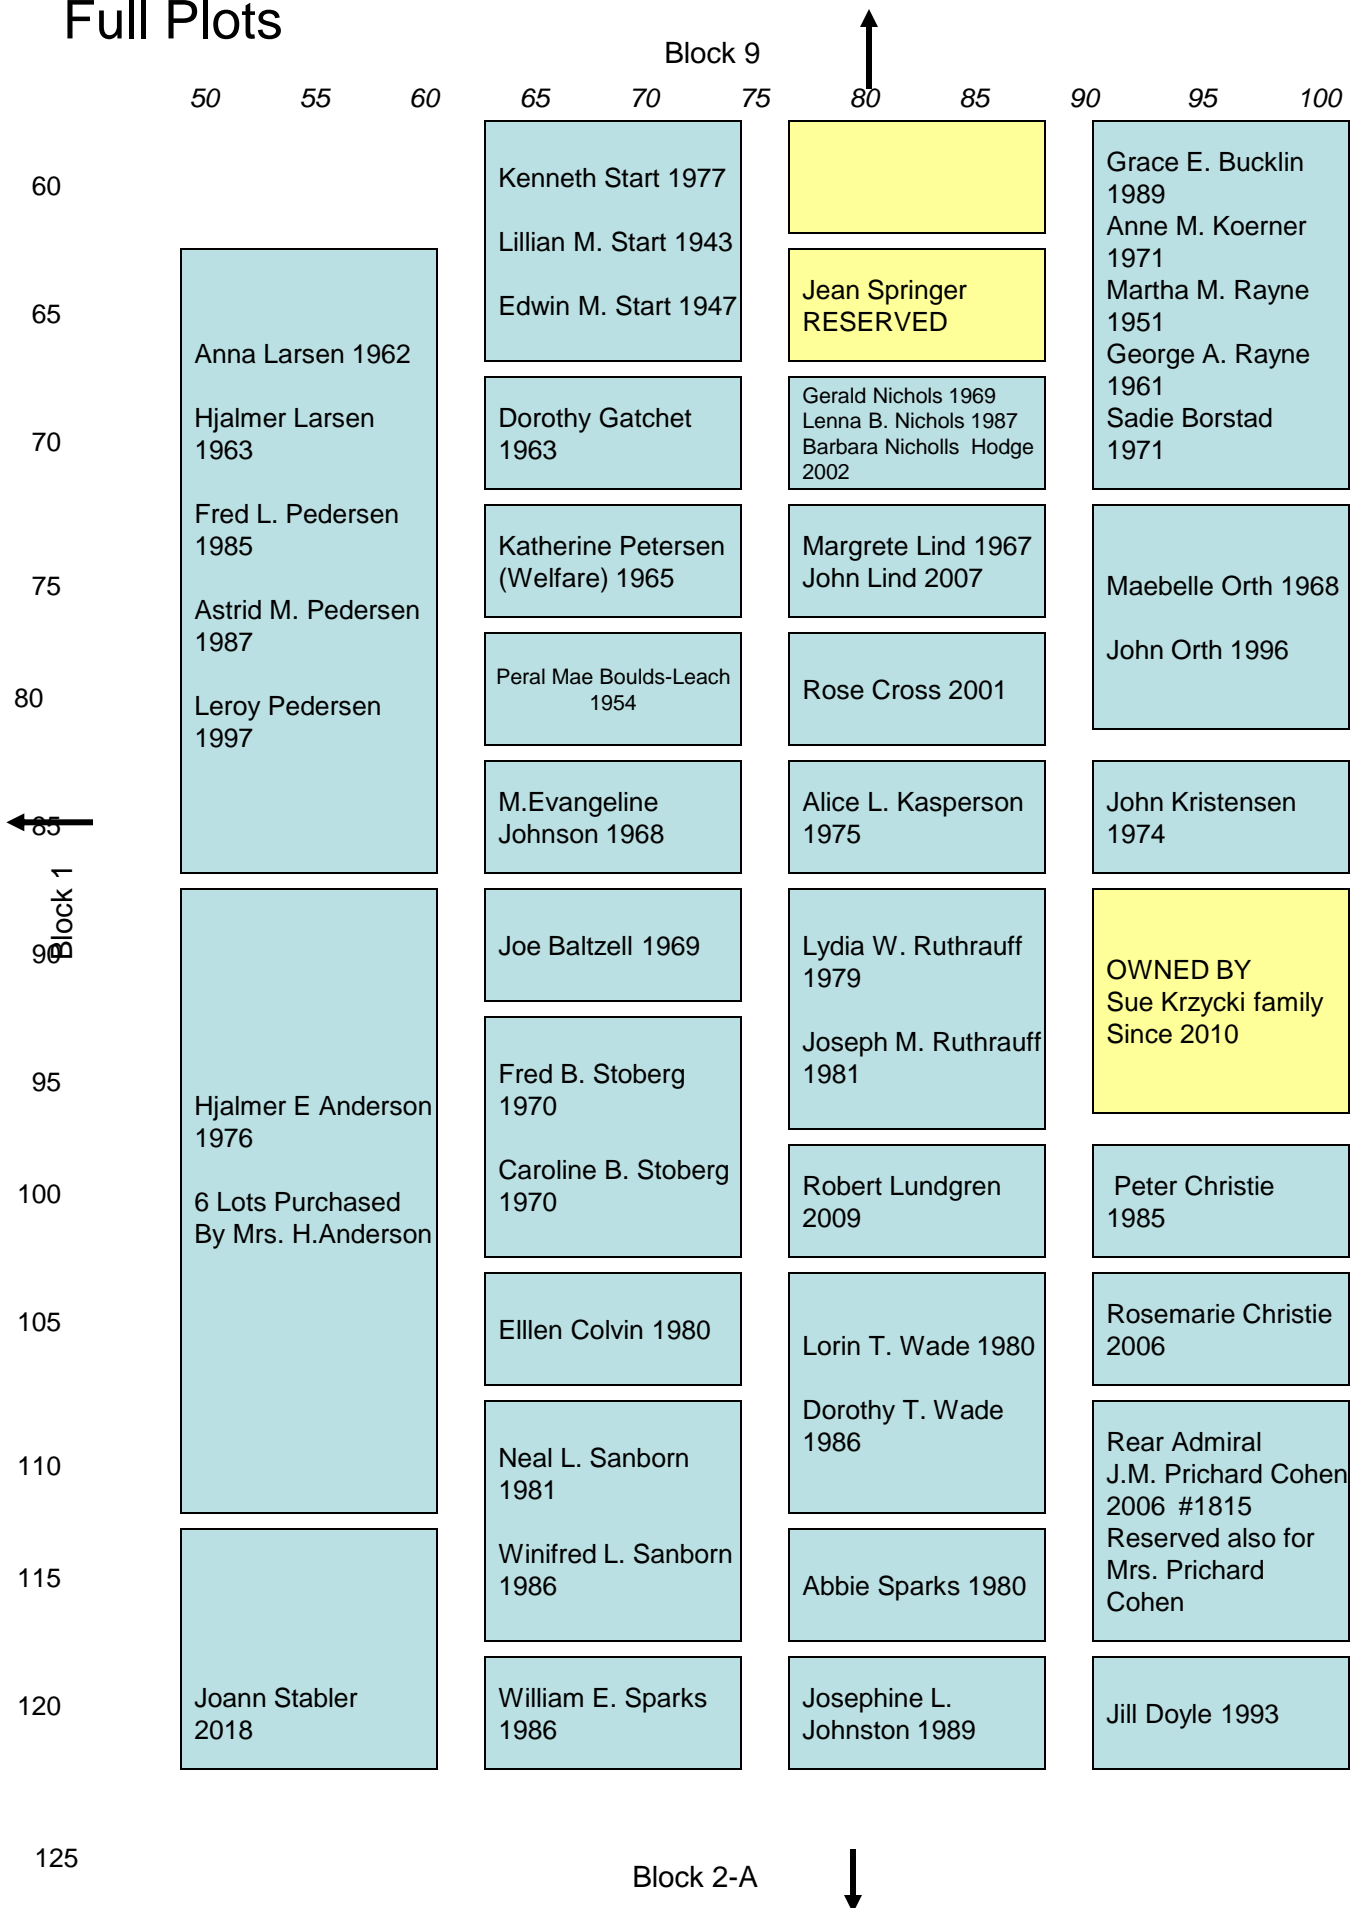 Full Plots
Block 9
50 55 60 65 70 75 80 85 90 95 100
60
65
70
75
80
85
90
95
100
105
110
115
120
125
Block 1
Anna Larsen 1962
Hjalmer Larsen
1963
Fred L. Pedersen
1985
Astrid M. Pedersen
1987
Leroy Pedersen
1997
Hjalmer E Anderson
1976
6 Lots Purchased
By Mrs. H.Anderson
Joann Stabler
2018
Kenneth Start 1977
Lillian M. Start 1943
Edwin M. Start 1947
Dorothy Gatchet
1963
Katherine Petersen
(Welfare) 1965
Peral Mae Boulds-Leach
1954
M.Evangeline
Johnson 1968
Joe Baltzell 1969
Fred B. Stoberg
1970
Caroline B. Stoberg
1970
Elllen Colvin 1980
Neal L. Sanborn
1981
Winifred L. Sanborn
1986
William E. Sparks
1986
Jean Springer
RESERVED
Gerald Nichols 1969
Lenna B. Nichols 1987
Barbara Nicholls Hodge
2002
Margrete Lind 1967
John Lind 2007
Rose Cross 2001
Alice L. Kasperson
1975
Lydia W. Ruthrauff
1979
Joseph M. Ruthrauff
1981
Robert Lundgren
2009
Lorin T. Wade 1980
Dorothy T. Wade
1986
Abbie Sparks 1980
Josephine L.
Johnston 1989
Grace E. Bucklin
1989
Anne M. Koerner
1971
Martha M. Rayne
1951
George A. Rayne
1961
Sadie Borstad
1971
Maebelle Orth 1968
John Orth 1996
John Kristensen
1974
OWNED BY
Sue Krzycki family
Since 2010
Peter Christie
1985
Rosemarie Christie
2006
Rear Admiral
J.M. Prichard Cohen
2006 #1815
Reserved also for
Mrs. Prichard
Cohen
Jill Doyle 1993
Block 2-A